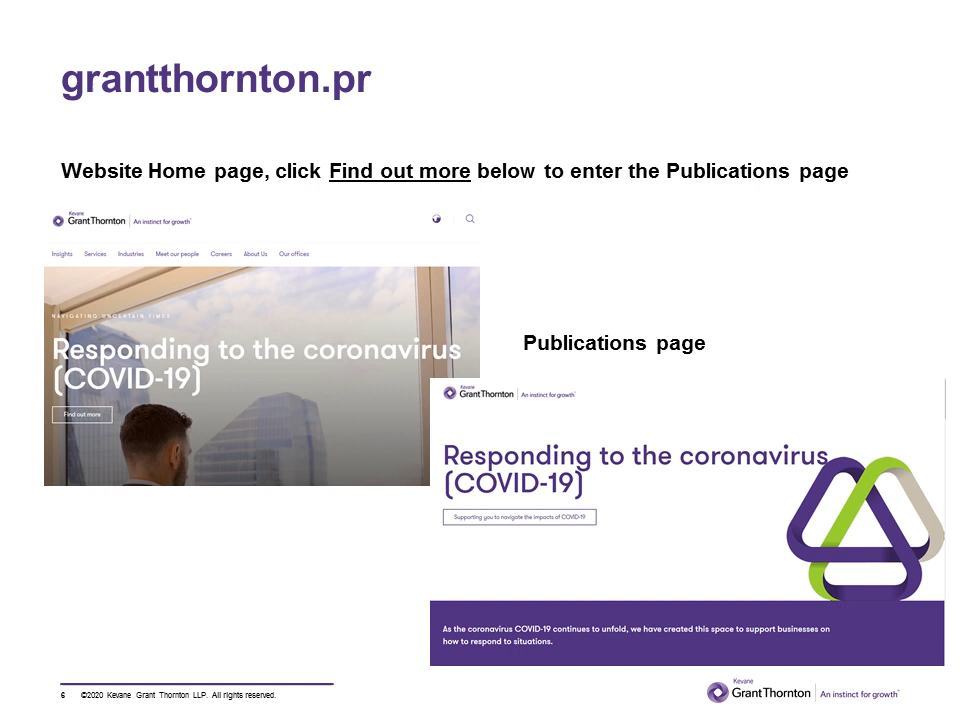 grantthornton.pr
Website Home page, click Find out more below to enter the Publications page
Kevane
GrantThornton An instinct for growth™
Insights Services Industries Meet our people Careers About Us Our offices
NAVIGATING UNCERTAIN TIMES
Responding to the coronavirus
(COVID-19)
Find out more
Publications page
Kevane
GrantThornton An instinct for growth™
Responding to the coronavirus
(COVID-19)
Supporting you to navigate the impacts of COVID-19
As the coronavirus COVID-19 continues to unfold, we have created this space to support businesses on
how to respond to situations.
6 ©2020 Kevane Grant Thornton LLP. All rights reserved.
Kevane
GrantThornton An instinct for growth™